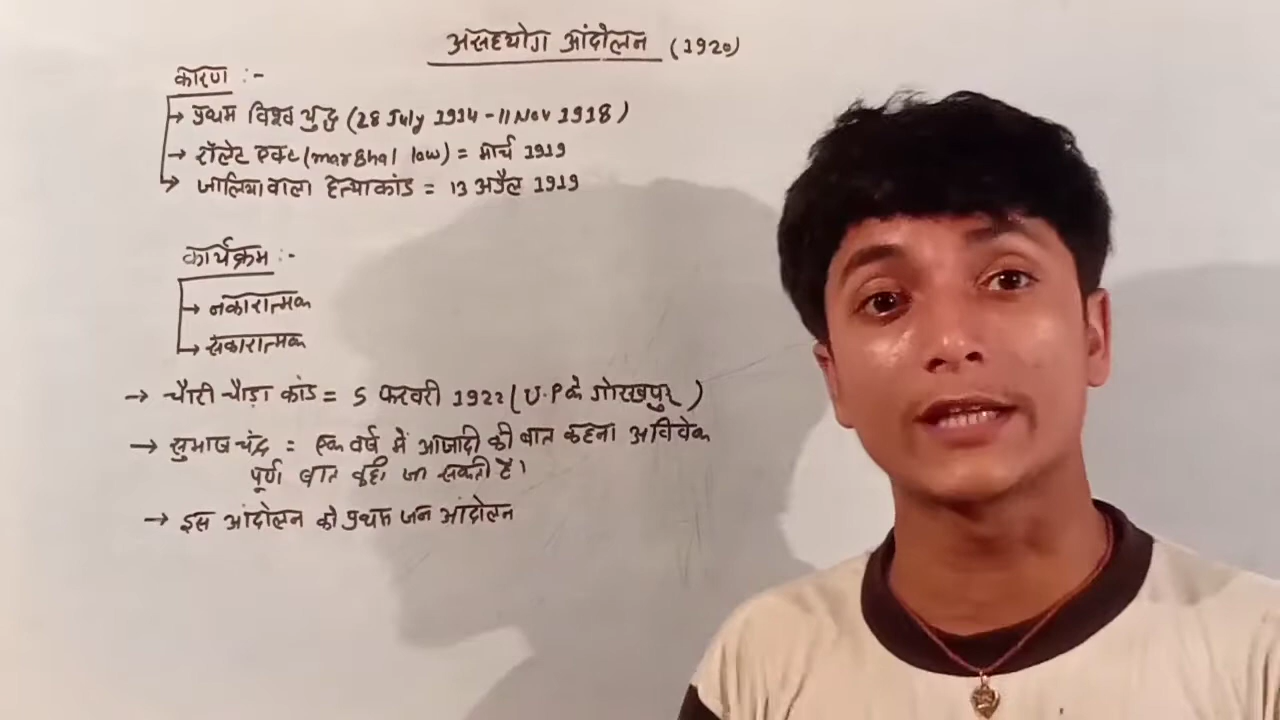 असहयोग आंदोलन (1920)
कारण :-
→ प्रथम विश्व युद्ध (28 July 1914 - 11 Nov 1918)
→ रॉलेट एक्ट (marshal low) = मार्च 1919
→ जालियावाला हत्याकांड = 13 अप्रैल 1919
कार्यक्रम :-
→ नकारात्मक
→ सकारात्मक
→ चौरी चौड़ा कांड = 5 फरवरी 1922 (U.P के गोरखपुर)
→ सुभाष चंद्र = एक वर्ष में आजादी की बात कहना अविवेक
पूर्ण बात कही जा सकती है।
→ इस आंदोलन को प्रथम जन आंदोलन